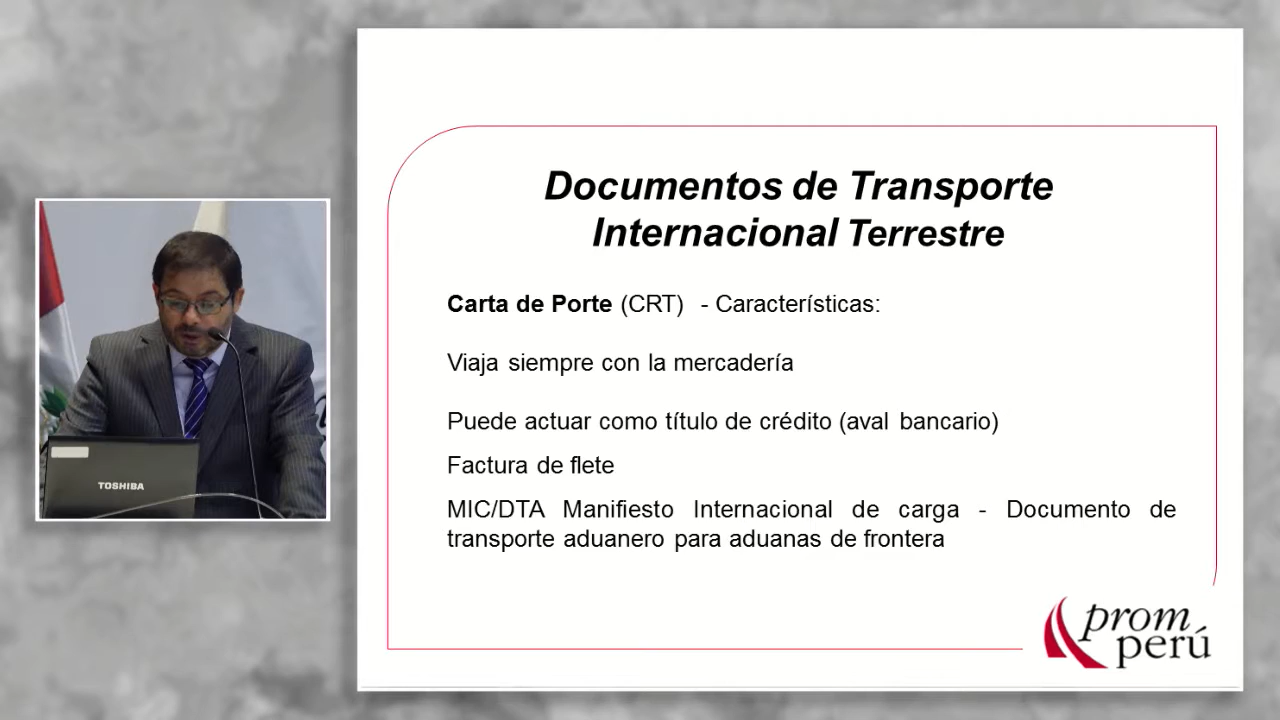 Documentos de Transporte
Internacional Terrestre
Carta de Porte (CRT) - Características:
Viaja siempre con la mercadería
Puede actuar como título de crédito (aval bancario)
Factura de flete
MIC/DTA Manifiesto Internacional de carga - Documento de
transporte aduanero para aduanas de frontera
TOSHIBA
prom
perú